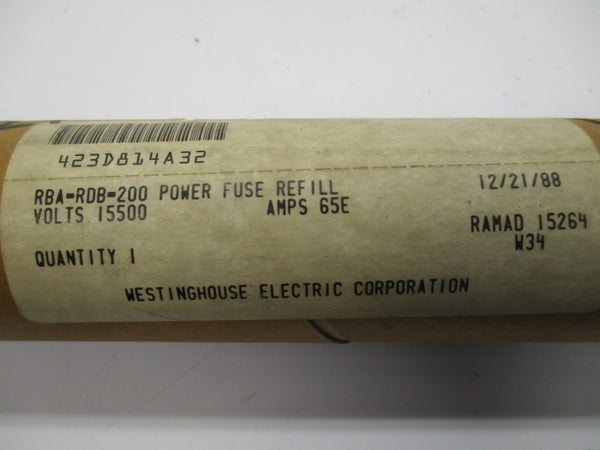 423D814A32
RBA-RDB-200 POWER FUSE REFILL 12/21/88
VOLTS 15500 AMPS 65E
RAMAD 15264
W34
QUANTITY 1
WESTINGHOUSE ELECTRIC CORPORATION